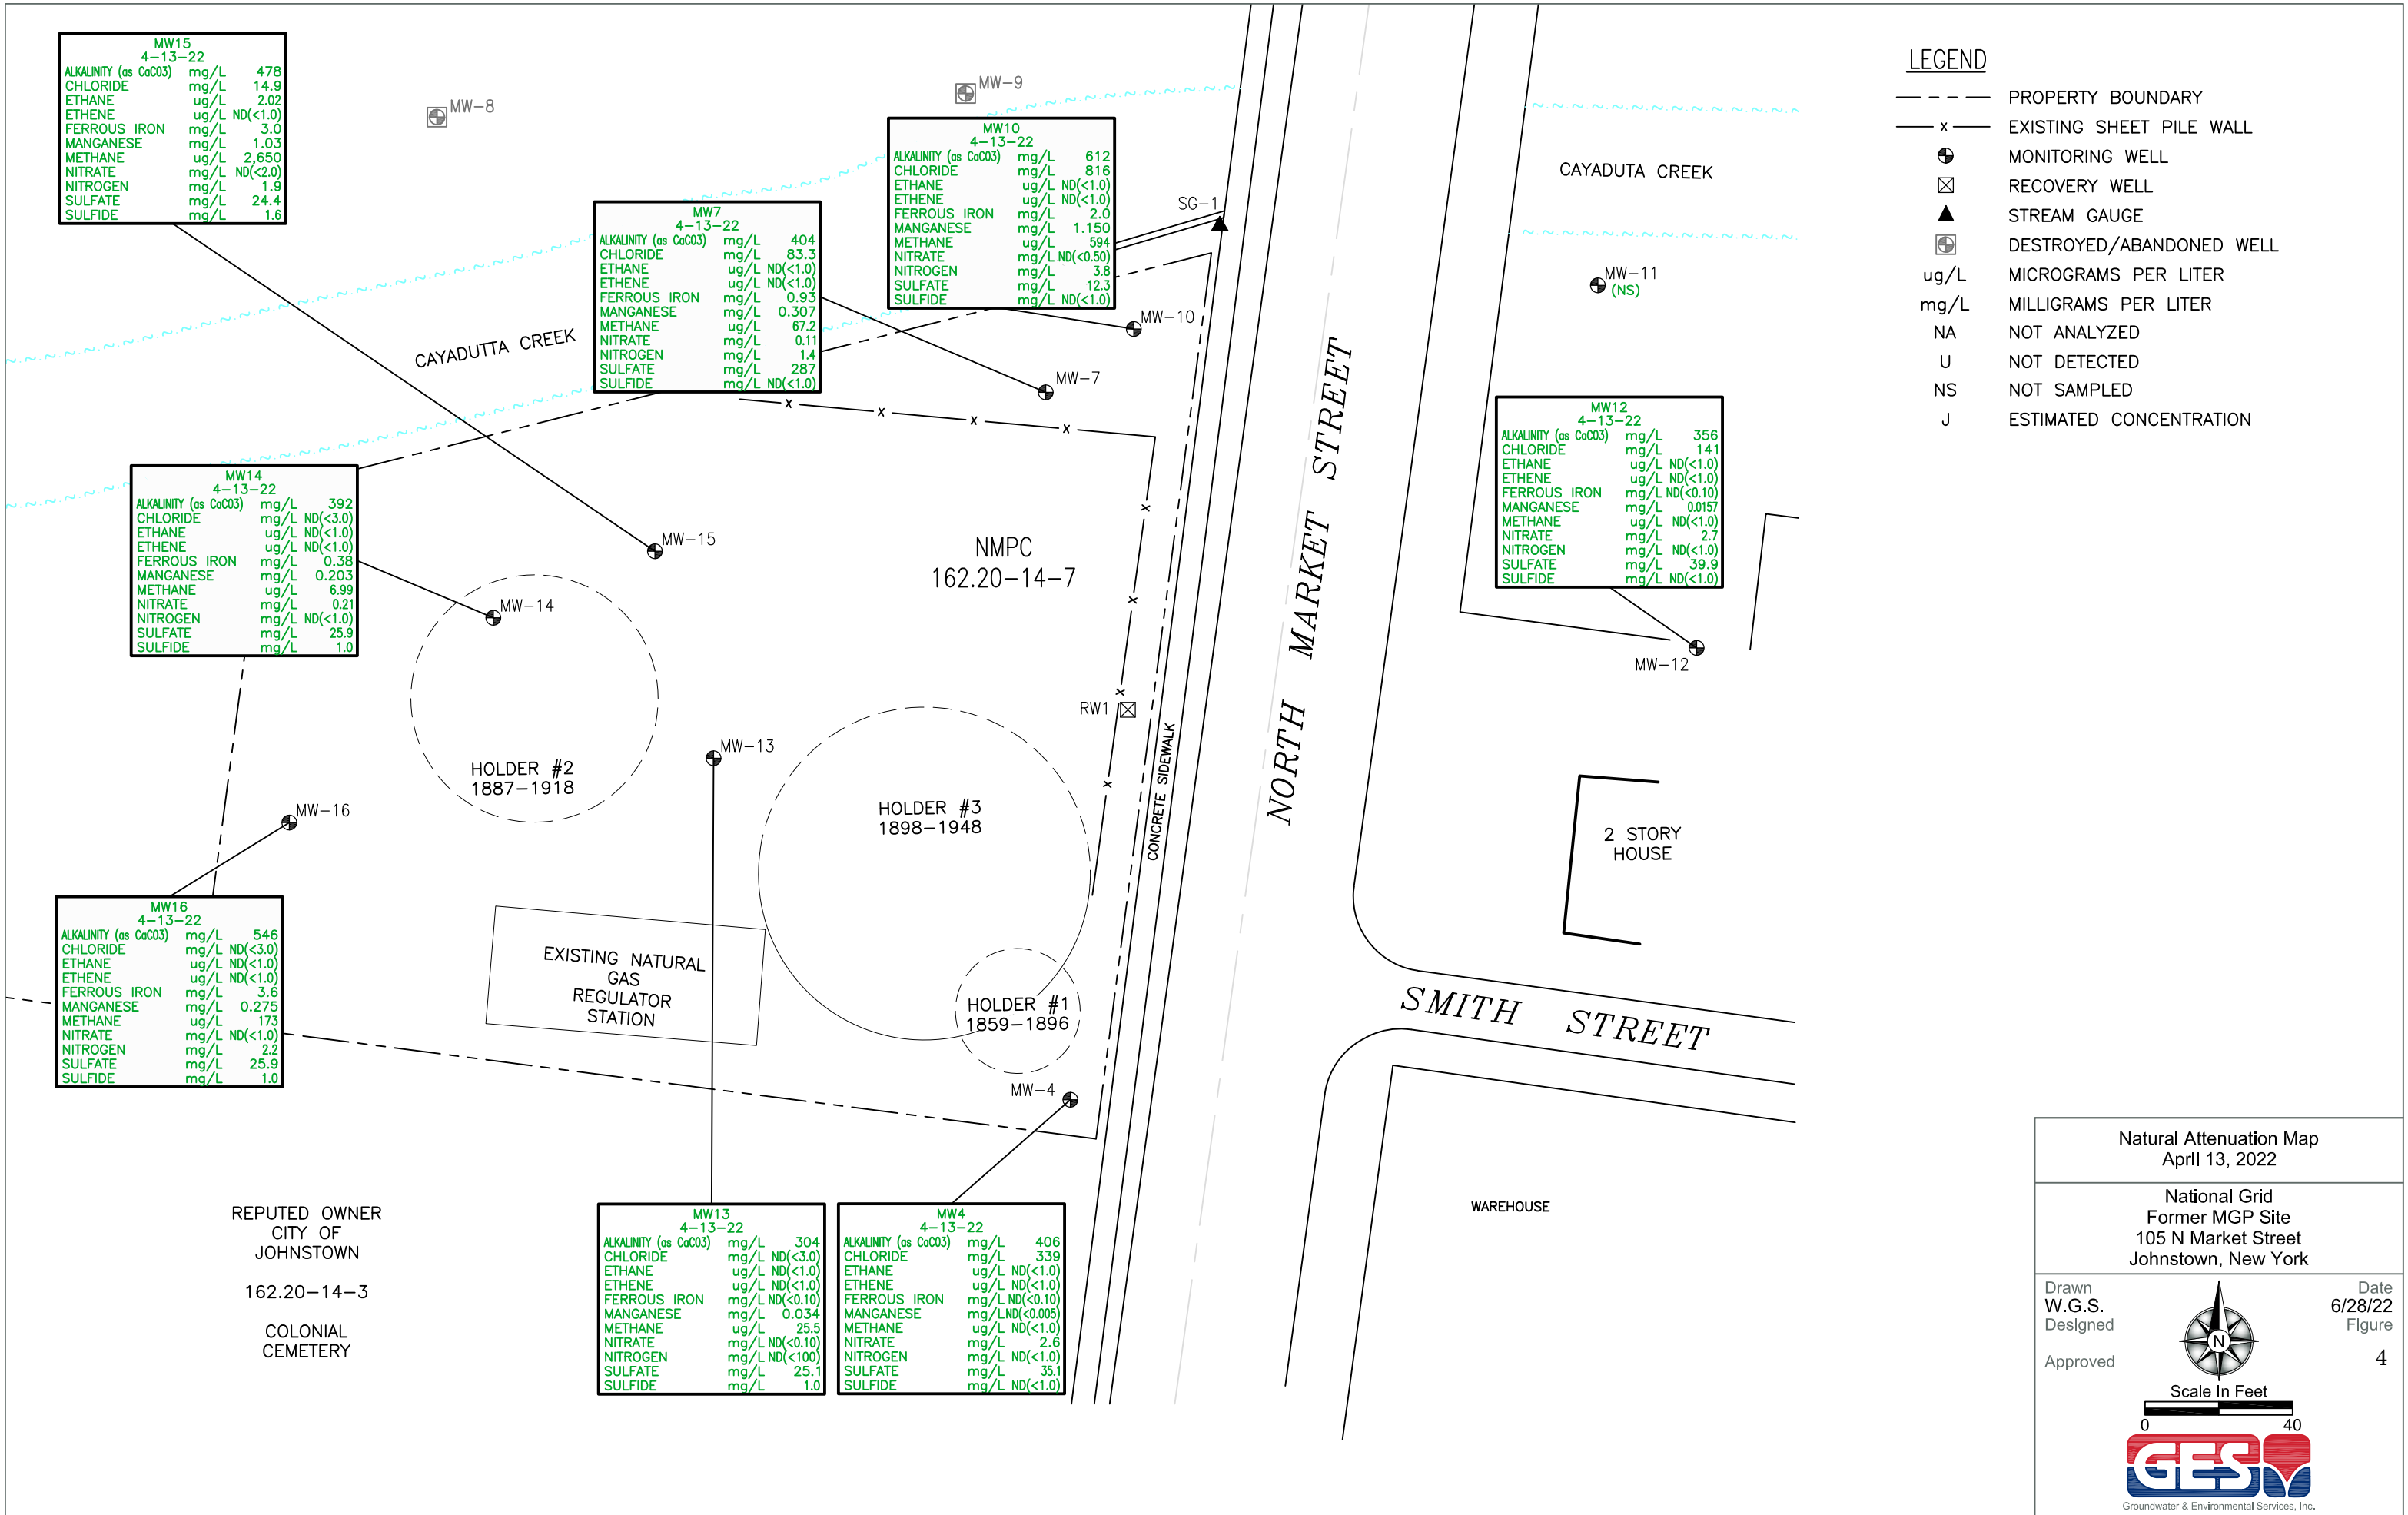 MW15
4-13-22
ALKALINITY (as CaCO3) mg/L 478
CHLORIDE mg/L 14.9
ETHANE ug/L 2.02
ETHENE ug/L ND(<1.0)
FERROUS IRON mg/L 3.0
MANGANESE mg/L 1.03
METHANE ug/L 2,650
NITRATE mg/L ND(<2.0)
NITROGEN mg/L 1.9
SULFATE mg/L 24.4
SULFIDE mg/L 1.6
MW-8
MW-9
MW10
4-13-22
ALKALINITY (as CaCO3) mg/L 612
CHLORIDE mg/L 816
ETHANE ug/L ND(<1.0)
ETHENE ug/L ND(<1.0)
FERROUS IRON mg/L 2.0
MANGANESE mg/L 1.150
METHANE ug/L 594
NITRATE mg/L ND(<0.50)
NITROGEN mg/L 3.8
SULFATE mg/L 12.3
SULFIDE mg/L ND(<1.0)
MW7
4-13-22
ALKALINITY (as CaCO3) mg/L 404
CHLORIDE mg/L 83.3
ETHANE ug/L ND(<1.0)
ETHENE ug/L ND(<1.0)
FERROUS IRON mg/L 0.93
MANGANESE mg/L 0.307
METHANE ug/L 67.2
NITRATE mg/L 0.11
NITROGEN mg/L 1.4
SULFATE mg/L 287
SULFIDE mg/L ND(<1.0)
SG-1
CAYADUTA CREEK
MW-11
(NS)
MW-10
MW-7
CAYADUTTA CREEK
LEGEND
PROPERTY BOUNDARY
x EXISTING SHEET PILE WALL
MONITORING WELL
RECOVERY WELL
STREAM GAUGE
DESTROYED/ABANDONED WELL
ug/L MICROGRAMS PER LITER
mg/L MILLIGRAMS PER LITER
NA NOT ANALYZED
U NOT DETECTED
NS NOT SAMPLED
J ESTIMATED CONCENTRATION
x x x x
x
x
x
x
MW12
4-13-22
ALKALINITY (as CaCO3) mg/L 356
CHLORIDE mg/L 141
ETHANE ug/L ND(<1.0)
ETHENE ug/L ND(<1.0)
FERROUS IRON mg/L ND(<0.10)
MANGANESE mg/L 0.0157
METHANE ug/L ND(<1.0)
NITRATE mg/L 2.7
NITROGEN mg/L ND(<1.0)
SULFATE mg/L 39.9
SULFIDE mg/L ND(<1.0)
MW-12
MW14
4-13-22
ALKALINITY (as CaCO3) mg/L 392
CHLORIDE mg/L ND(<3.0)
ETHANE ug/L ND(<1.0)
ETHENE ug/L ND(<1.0)
FERROUS IRON mg/L 0.38
MANGANESE mg/L 0.203
METHANE ug/L 6.99
NITRATE mg/L 0.21
NITROGEN mg/L ND(<1.0)
SULFATE mg/L 25.9
SULFIDE mg/L 1.0
MW-15
MW-14
NMPC
162.20-14-7
NORTH MARKET STREET
RW1
CONCRETE SIDEWALK
MW-13
HOLDER #2
1887-1918
HOLDER #3
1898-1948
2 STORY
HOUSE
MW-16
MW16
4-13-22
ALKALINITY (as CaCO3) mg/L 546
CHLORIDE mg/L ND(<3.0)
ETHANE ug/L ND(<1.0)
ETHENE ug/L ND(<1.0)
FERROUS IRON mg/L 3.6
MANGANESE mg/L 0.275
METHANE ug/L 173
NITRATE mg/L ND(<1.0)
NITROGEN mg/L 2.2
SULFATE mg/L 25.9
SULFIDE mg/L 1.0
EXISTING NATURAL
GAS
REGULATOR
STATION
HOLDER #1
1859-1896
SMITH STREET
MW-4
REPUTED OWNER
CITY OF
JOHNSTOWN
162.20-14-3
COLONIAL
CEMETERY
MW13
4-13-22
ALKALINITY (as CaCO3) mg/L 304
CHLORIDE mg/L ND(<3.0)
ETHANE ug/L ND(<1.0)
ETHENE ug/L ND(<1.0)
FERROUS IRON mg/L ND(<0.10)
MANGANESE mg/L 0.034
METHANE ug/L 25.5
NITRATE mg/L ND(<0.10)
NITROGEN mg/L ND(<100)
SULFATE mg/L 25.1
SULFIDE mg/L 1.0
MW4
4-13-22
ALKALINITY (as CaCO3) mg/L 406
CHLORIDE mg/L 339
ETHANE ug/L ND(<1.0)
ETHENE ug/L ND(<1.0)
FERROUS IRON mg/L ND(<0.10)
MANGANESE mg/L ND(<0.005)
METHANE ug/L ND(<1.0)
NITRATE mg/L 2.6
NITROGEN mg/L ND(<1.0)
SULFATE mg/L 35.1
SULFIDE mg/L ND(<1.0)
WAREHOUSE
Natural Attenuation Map
April 13, 2022
National Grid
Former MGP Site
105 N Market Street
Johnstown, New York
Drawn
W.G.S.
Designed
Approved
N
Date
6/28/22
Figure
4
Scale In Feet
0 40
GES
Groundwater & Environmental Services, Inc.